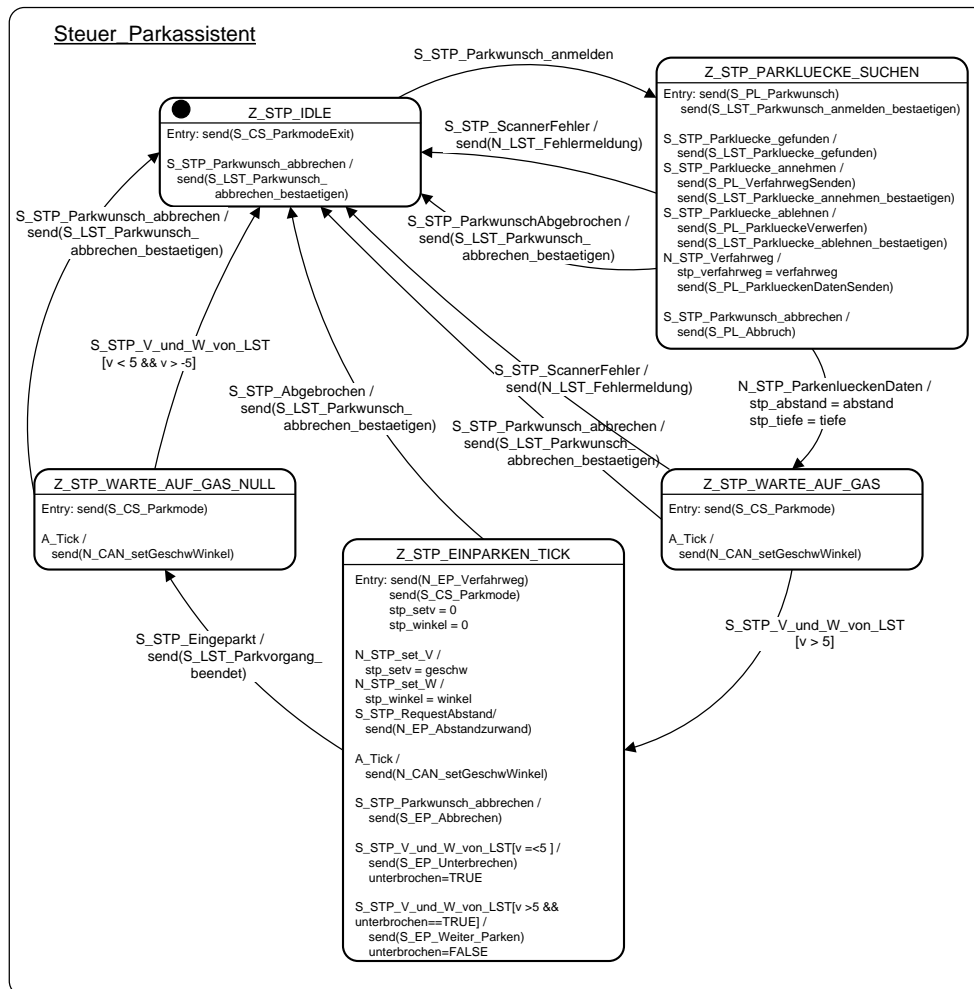 Steuer_Parkassistent
S_STP_Parkwunsch_anmelden
Z_STP_IDLE
Entry: send(S_CS_ParkmodeExit)
S_STP_Parkwunsch_abbrechen /
send(S_LST_Parkwunsch_
abbrechen_bestaetigen)
Z_STP_PARKLUECKE_SUCHEN
Entry: send(S_PL_Parkwunsch)
send(S_LST_Parkwunsch_anmelden_bestaetigen)
S_STP_Parkluecke_gefunden /
send(S_LST_Parkluecke_gefunden)
S_STP_Parkluecke_annehmen /
send(S_PL_VerfahrwegSenden)
send(S_LST_Parkluecke_annehmen_bestaetigen)
S_STP_Parkluecke_ablehnen /
send(S_PL_ParklueckeVerwerfen)
send(S_LST_Parkluecke_ablehnen_bestaetigen)
N_STP_Verfahrweg /
stp_verfahrweg = verfahrweg
send(S_PL_ParklueckenDatenSenden)
S_STP_Parkwunsch_abbrechen /
send(S_PL_Abbruch)
S_STP_ScannerFehler /
send(N_LST_Fehlermeldung)
S_STP_ParkwunschAbgebrochen /
send(S_LST_Parkwunsch_
abbrechen_bestaetigen)
S_STP_Parkwunsch_abbrechen /
send(S_LST_Parkwunsch_
abbrechen_bestaetigen)
S_STP_V_und_W_von_LST
[v < 5 && v > -5]
S_STP_Abgebrochen /
send(S_LST_Parkwunsch_
abbrechen_bestaetigen)
S_STP_ScannerFehler /
send(N_LST_Fehlermeldung)
S_STP_Parkwunsch_abbrechen /
send(S_LST_Parkwunsch_
abbrechen_bestaetigen)
N_STP_ParkenlueckenDaten /
stp_abstand = abstand
stp_tiefe = tiefe
Z_STP_WARTE_AUF_GAS_NULL
Entry: send(S_CS_Parkmode)
A_Tick /
send(N_CAN_setGeschwWinkel)
Z_STP_WARTE_AUF_GAS
Entry: send(S_CS_Parkmode)
A_Tick /
send(N_CAN_setGeschwWinkel)
S_STP_Eingeparkt /
send(S_LST_Parkvorgang_
beendet)
S_STP_V_und_W_von_LST
[v > 5]
Z_STP_EINPARKEN_TICK
Entry: send(N_EP_Verfahrweg)
send(S_CS_Parkmode)
stp_setv = 0
stp_winkel = 0
N_STP_set_V /
stp_setv = geschw
N_STP_set_W /
stp_winkel = winkel
S_STP_RequestAbstand/
send(N_EP_Abstandzurwand)
A_Tick /
send(N_CAN_setGeschwWinkel)
S_STP_Parkwunsch_abbrechen /
send(S_EP_Abbrechen)
S_STP_V_und_W_von_LST[v =<5 ] /
send(S_EP_Unterbrechen)
unterbrochen=TRUE
S_STP_V_und_W_von_LST[v >5 &&
unterbrochen==TRUE] /
send(S_EP_Weiter_Parken)
unterbrochen=FALSE